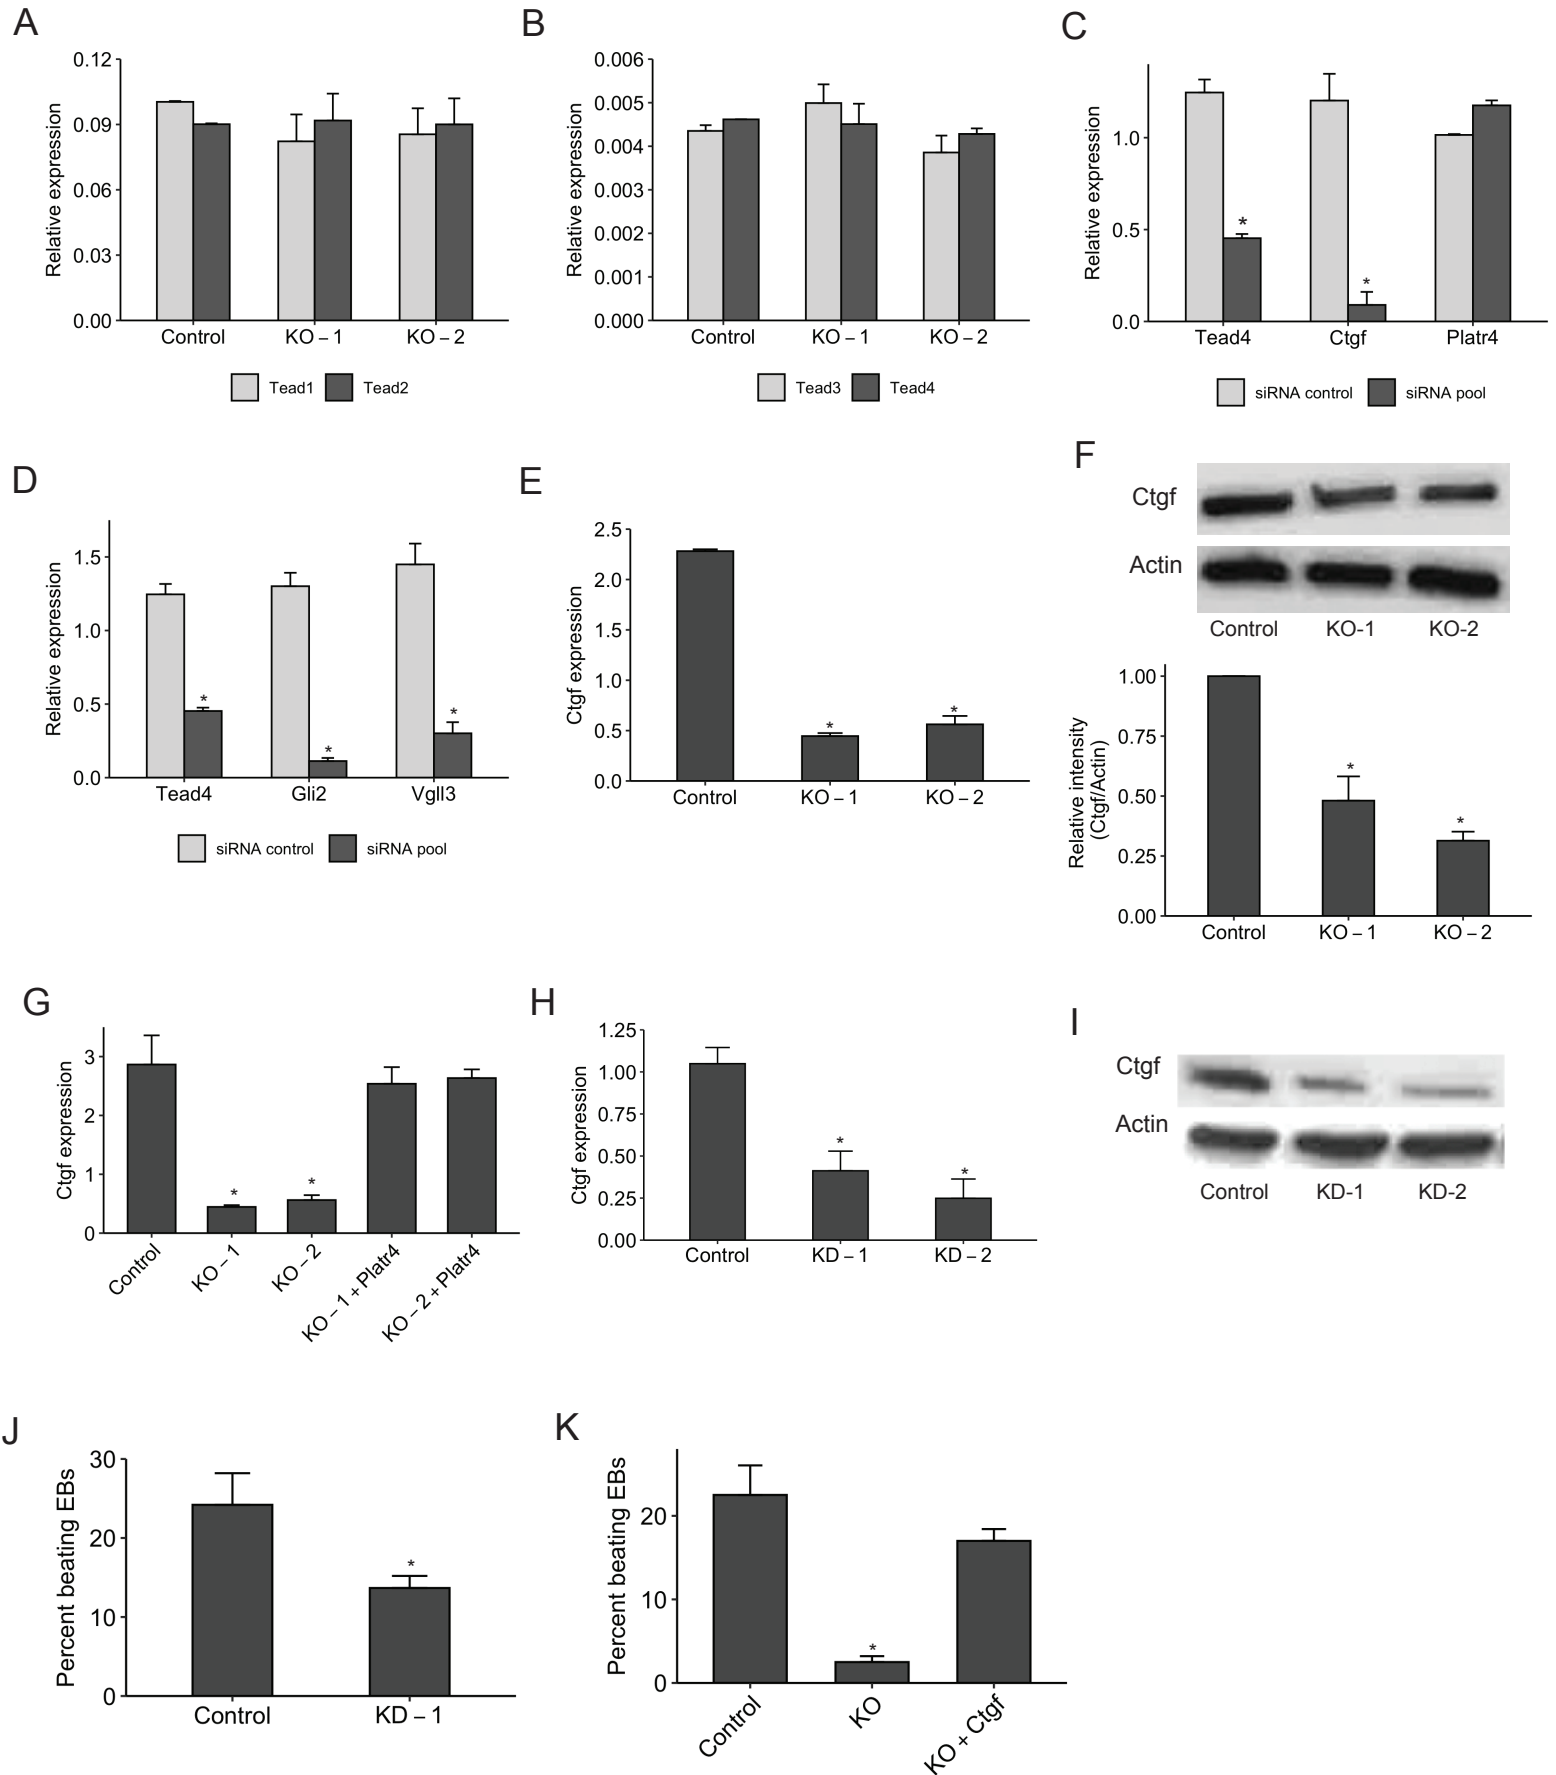 A
0.12
0.09
0.06
0.03
0.00
Relative expression
Control
KO – 1
KO – 2
Tead1
Tead2
B
0.006
0.005
0.004
0.003
0.002
0.001
0.000
Relative expression
Control
KO – 1
KO – 2
Tead3
Tead4
C
1.0
0.5
0.0
Relative expression
*
*
Tead4
Ctgf
Platr4
siRNA control
siRNA pool
D
1.5
1.0
0.5
0.0
Relative expression
*
*
*
Tead4
Gli2
Vgll3
siRNA control
siRNA pool
E
2.5
2.0
1.5
1.0
0.5
0.0
Ctgf expression
*
*
Control
KO – 1
KO – 2
F
Ctgf
Actin
Control
KO-1
KO-2
1.00
0.75
0.50
0.25
0.00
Relative intensity
(Ctgf/Actin)
*
*
Control
KO – 1
KO – 2
G
3
2
1
0
Ctgf expression
*
*
Control
KO – 1
KO – 2
KO – 1 + Platr4
KO – 2 + Platr4
H
1.25
1.00
0.75
0.50
0.25
0.00
Ctgf expression
*
*
Control
KD – 1
KD – 2
I
Ctgf
Actin
Control
KD-1
KD-2
J
30
20
10
0
Percent beating EBs
*
Control
KD – 1
K
20
10
0
Percent beating EBs
*
Control
KO
KO + Ctgf